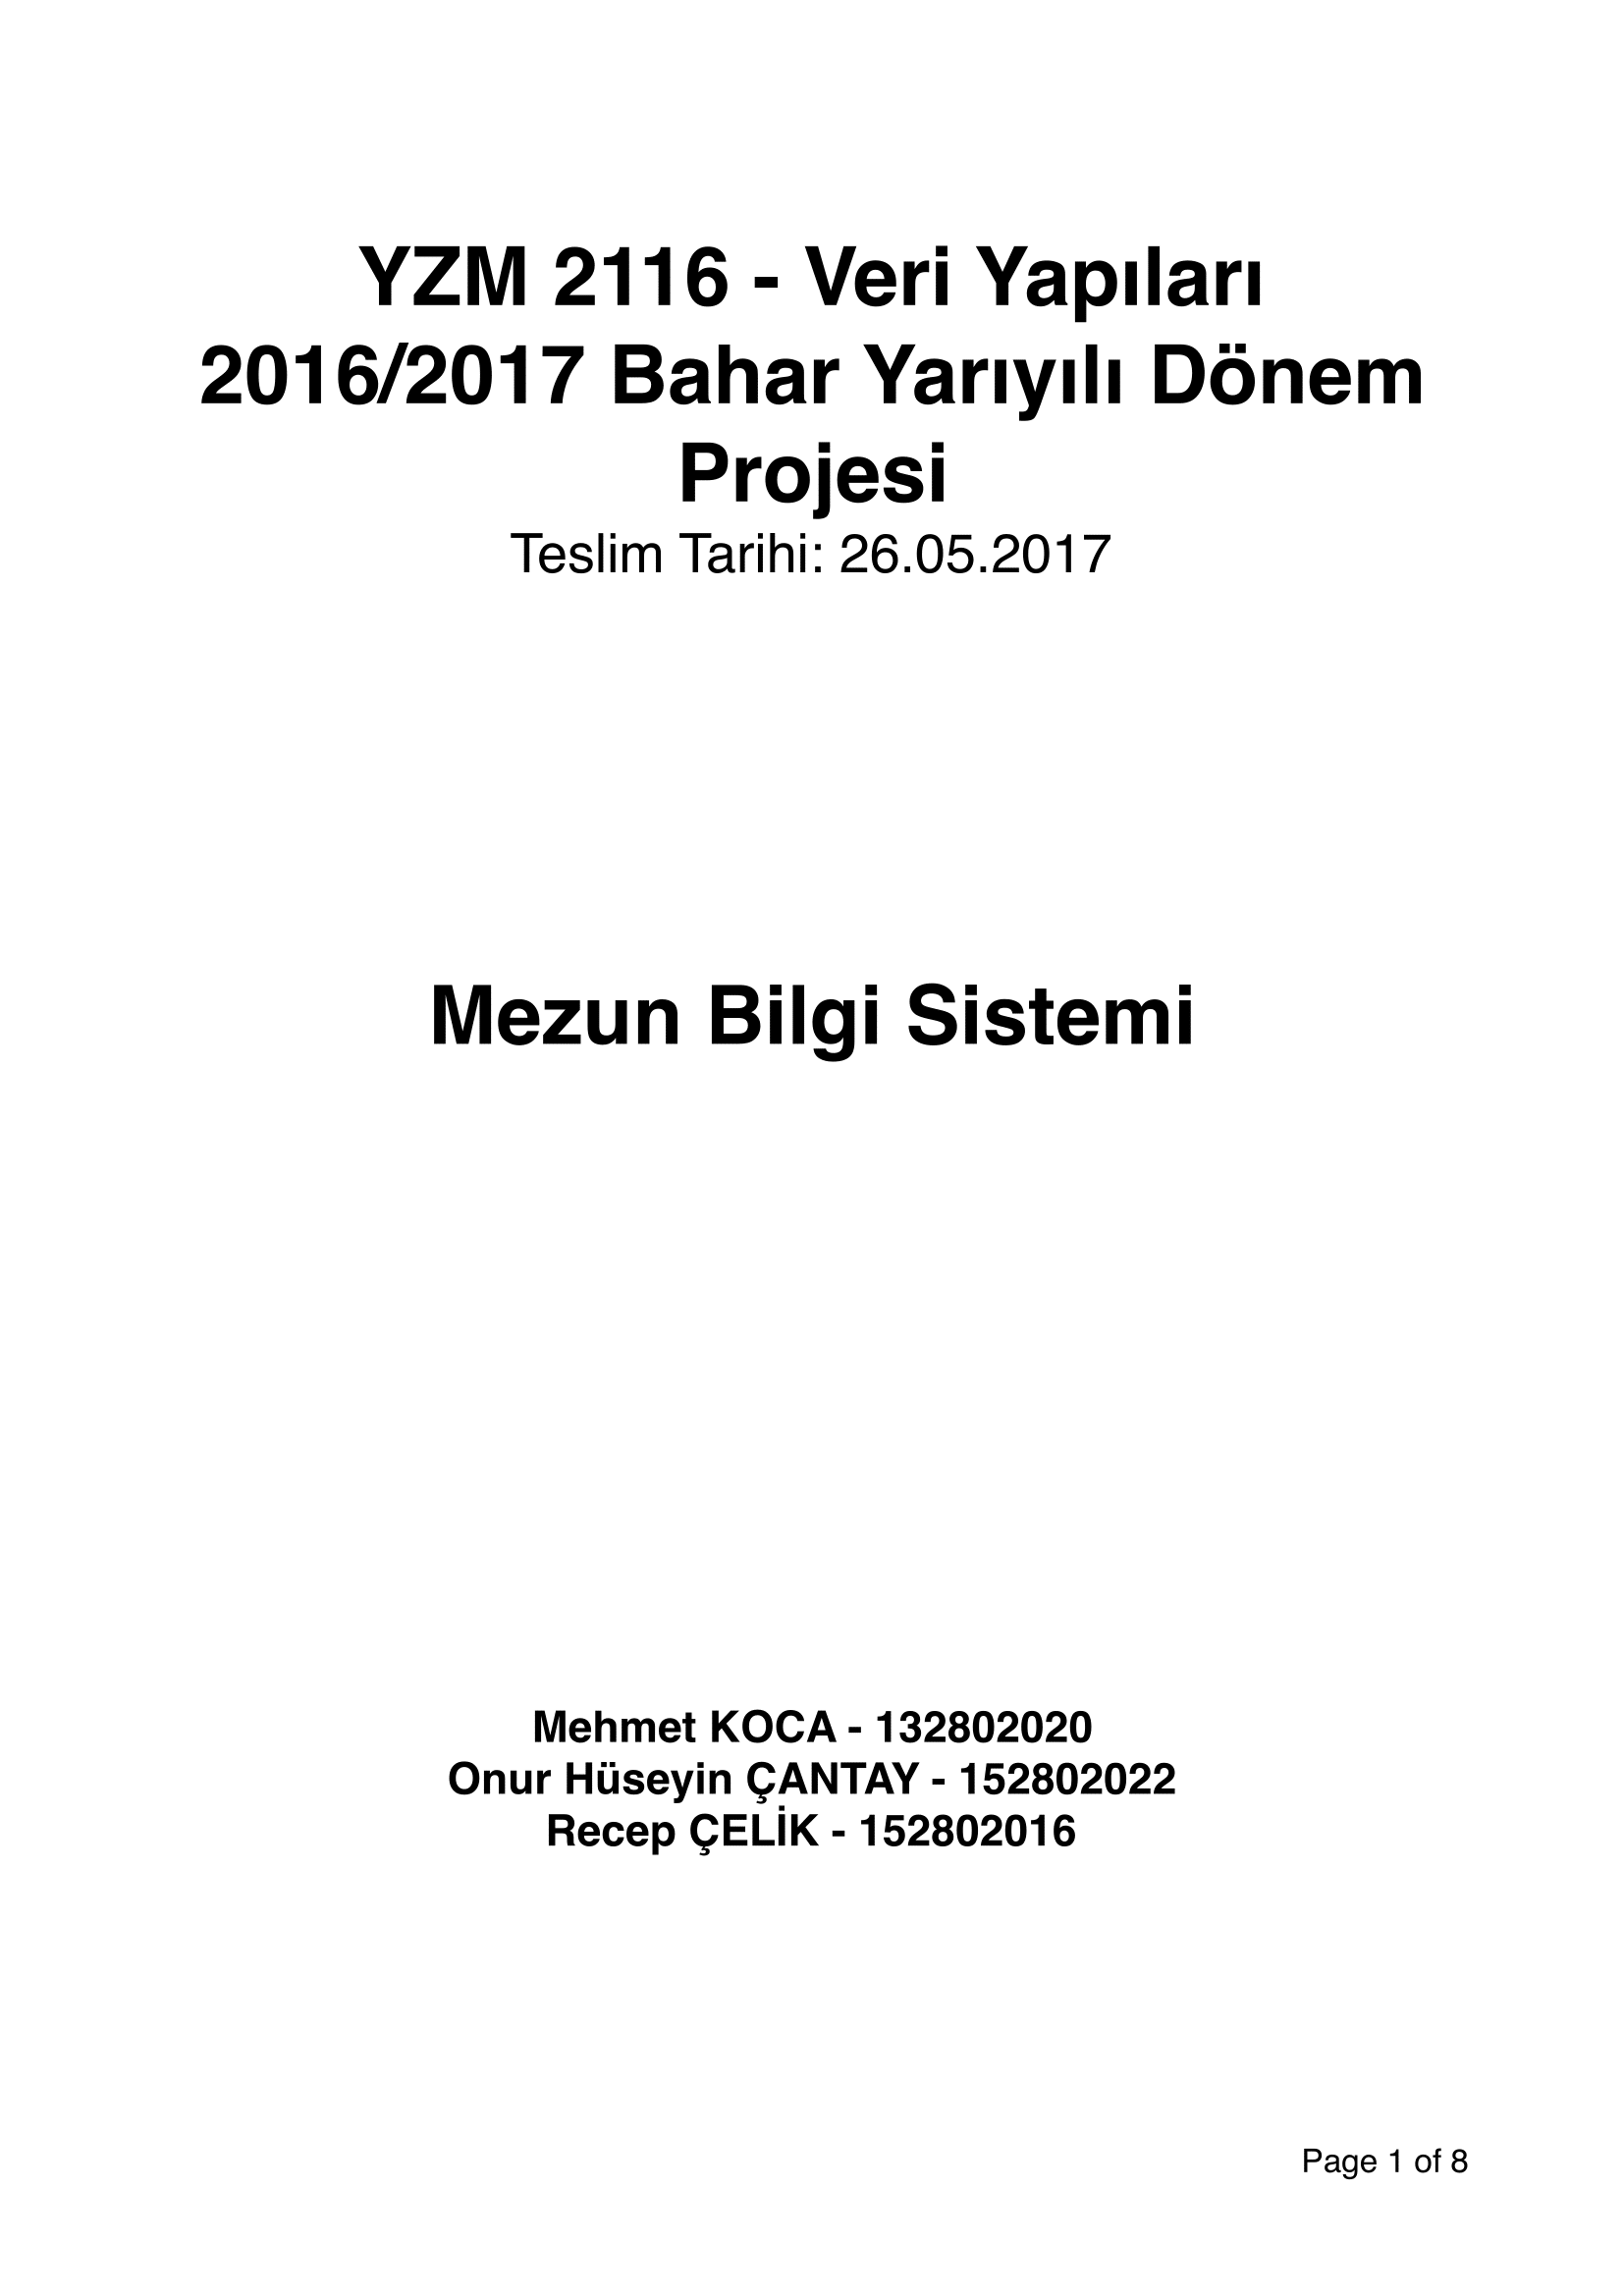 YZM 2116 - Veri Yapıları
2016/2017 Bahar Yarıyılı Dönem
Projesi
Teslim Tarihi: 26.05.2017
Mezun Bilgi Sistemi
Mehmet KOCA - 132802020
Onur Hüseyin ÇANTAY - 152802022
Recep ÇELİK - 152802016
Page 1 of 8